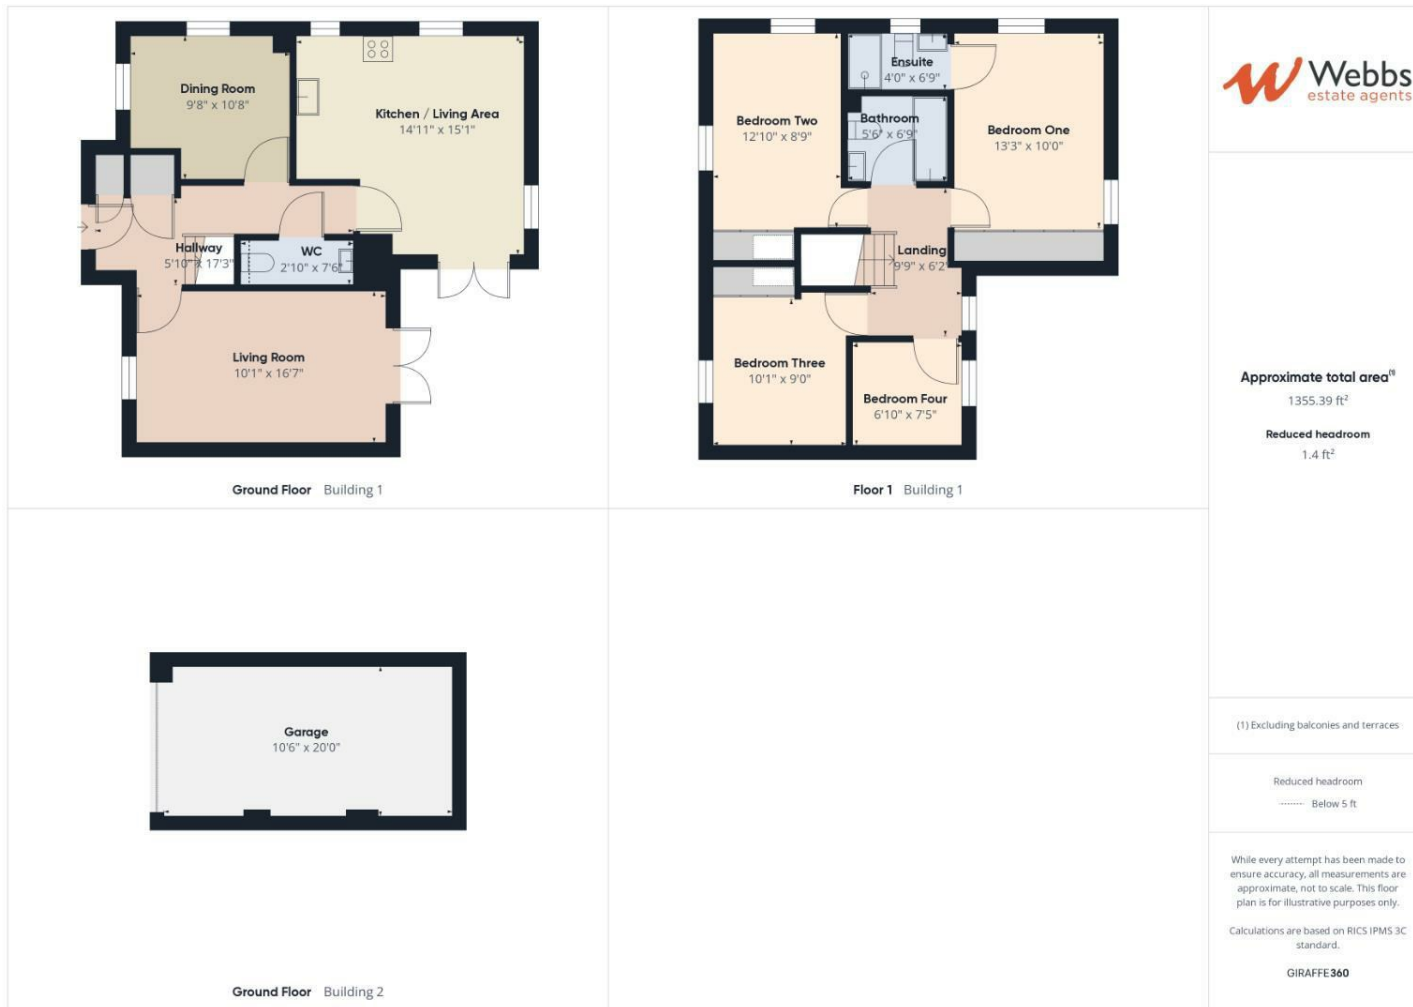 Dining Room
9'8" x 10'8"
Kitchen / Living Area
14'11" x 15'1"
Hallway
5'10" x 17'3"
WC
2'10" x 7'6"
Living Room
10'1" x 16'7"
Ground Floor Building 1
Ensuite
4'0" x 6'9"
Bedroom Two
12'10" x 8'9"
Bathroom
5'6" x 6'9"
Bedroom One
13'3" x 10'0"
Landing
9'9" x 6'2"
Bedroom Three
10'1" x 9'0"
Bedroom Four
6'10" x 7'5"
Floor 1 Building 1
Garage
10'6" x 20'0"
Ground Floor Building 2
Webbs
estate agents
Approximate total area(1)
1355.39 ft²
Reduced headroom
1.4 ft²
(1) Excluding balconies and terraces
Reduced headroom
Below 5 ft
While every attempt has been made to
ensure accuracy, all measurements are
approximate, not to scale. This floor
plan is for illustrative purposes only.
Calculations are based on RICS IPMS 3C
standard.
GIRAFFE360